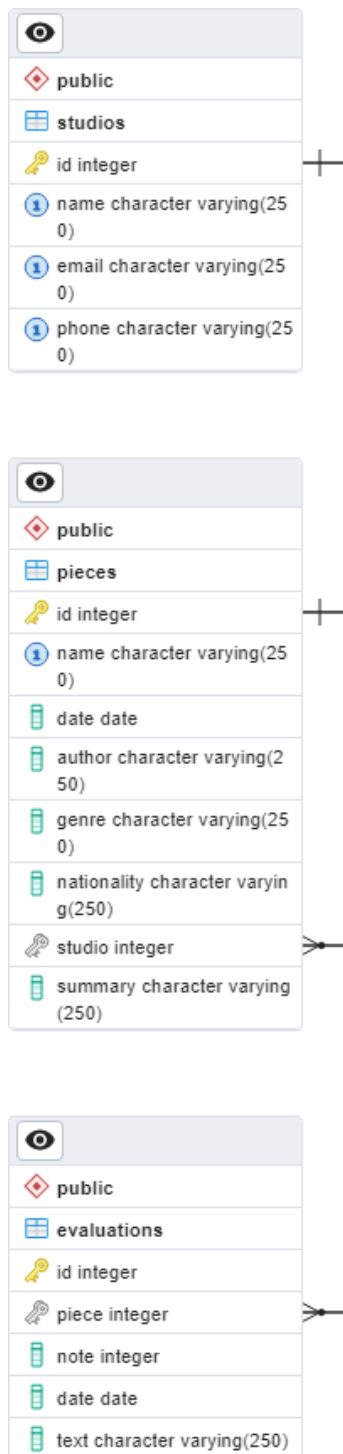 public
studios
id integer
name character varying(25
0)
email character varying(25
0)
phone character varying(25
0)
public
pieces
id integer
name character varying(25
0)
date date
author character varying(2
50)
genre character varying(25
0)
nationality character varyin
g(250)
studio integer
summary character varying
(250)
public
evaluations
id integer
piece integer
note integer
date date
text character varying(250)